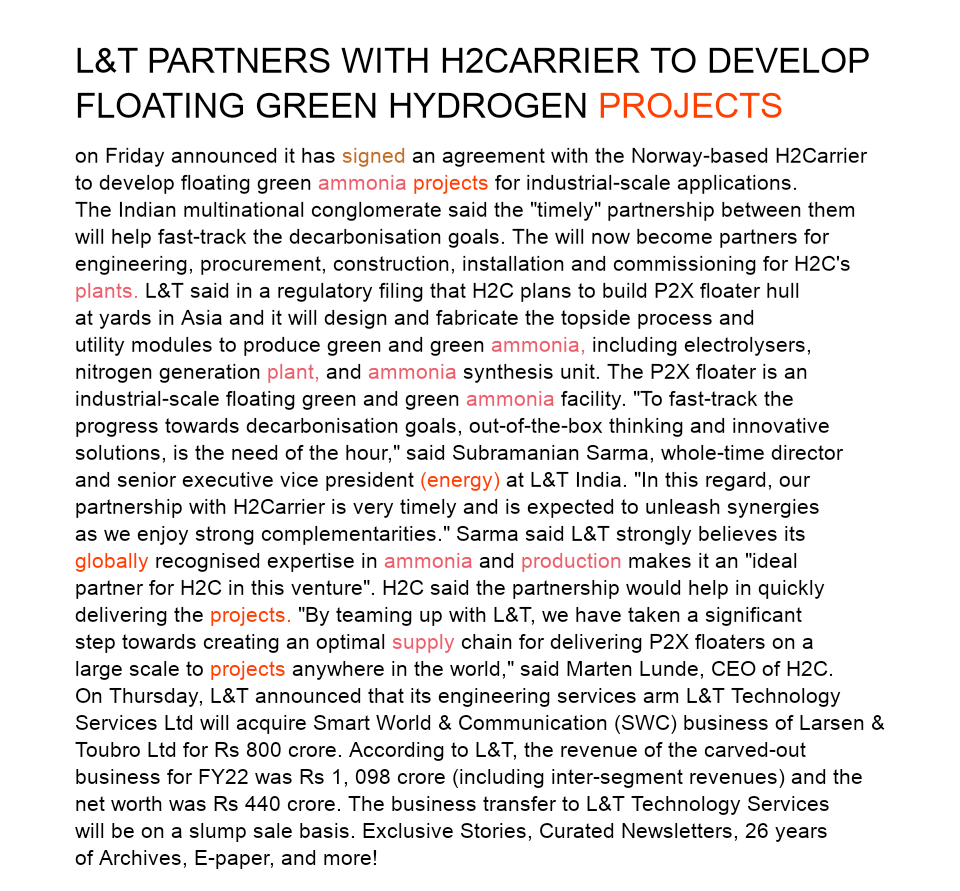 L&T PARTNERS WITH H2CARRIER TO DEVELOP
FLOATING GREEN HYDROGEN PROJECTS
on Friday announced it has signed an agreement with the Norway-based H2Carrier
to develop floating green ammonia projects for industrial-scale applications.
The Indian multinational conglomerate said the "timely" partnership between them
will help fast-track the decarbonisation goals. The will now become partners for
engineering, procurement, construction, installation and commissioning for H2C's
plants. L&T said in a regulatory filing that H2C plans to build P2X floater hull
at yards in Asia and it will design and fabricate the topside process and
utility modules to produce green and green ammonia, including electrolysers,
nitrogen generation plant, and ammonia synthesis unit. The P2X floater is an
industrial-scale floating green and green ammonia facility. "To fast-track the
progress towards decarbonisation goals, out-of-the-box thinking and innovative
solutions, is the need of the hour," said Subramanian Sarma, whole-time director
and senior executive vice president (energy) at L&T India. "In this regard, our
partnership with H2Carrier is very timely and is expected to unleash synergies
as we enjoy strong complementarities." Sarma said L&T strongly believes its
globally recognised expertise in ammonia and production makes it an "ideal
partner for H2C in this venture". H2C said the partnership would help in quickly
delivering the projects. "By teaming up with L&T, we have taken a significant
step towards creating an optimal supply chain for delivering P2X floaters on a
large scale to projects anywhere in the world," said Marten Lunde, CEO of H2C.
On Thursday, L&T announced that its engineering services arm L&T Technology
Services Ltd will acquire Smart World & Communication (SWC) business of Larsen &
Toubro Ltd for Rs 800 crore. According to L&T, the revenue of the carved-out
business for FY22 was Rs 1, 098 crore (including inter-segment revenues) and the
net worth was Rs 440 crore. The business transfer to L&T Technology Services
will be on a slump sale basis. Exclusive Stories, Curated Newsletters, 26 years
of Archives, E-paper, and more!